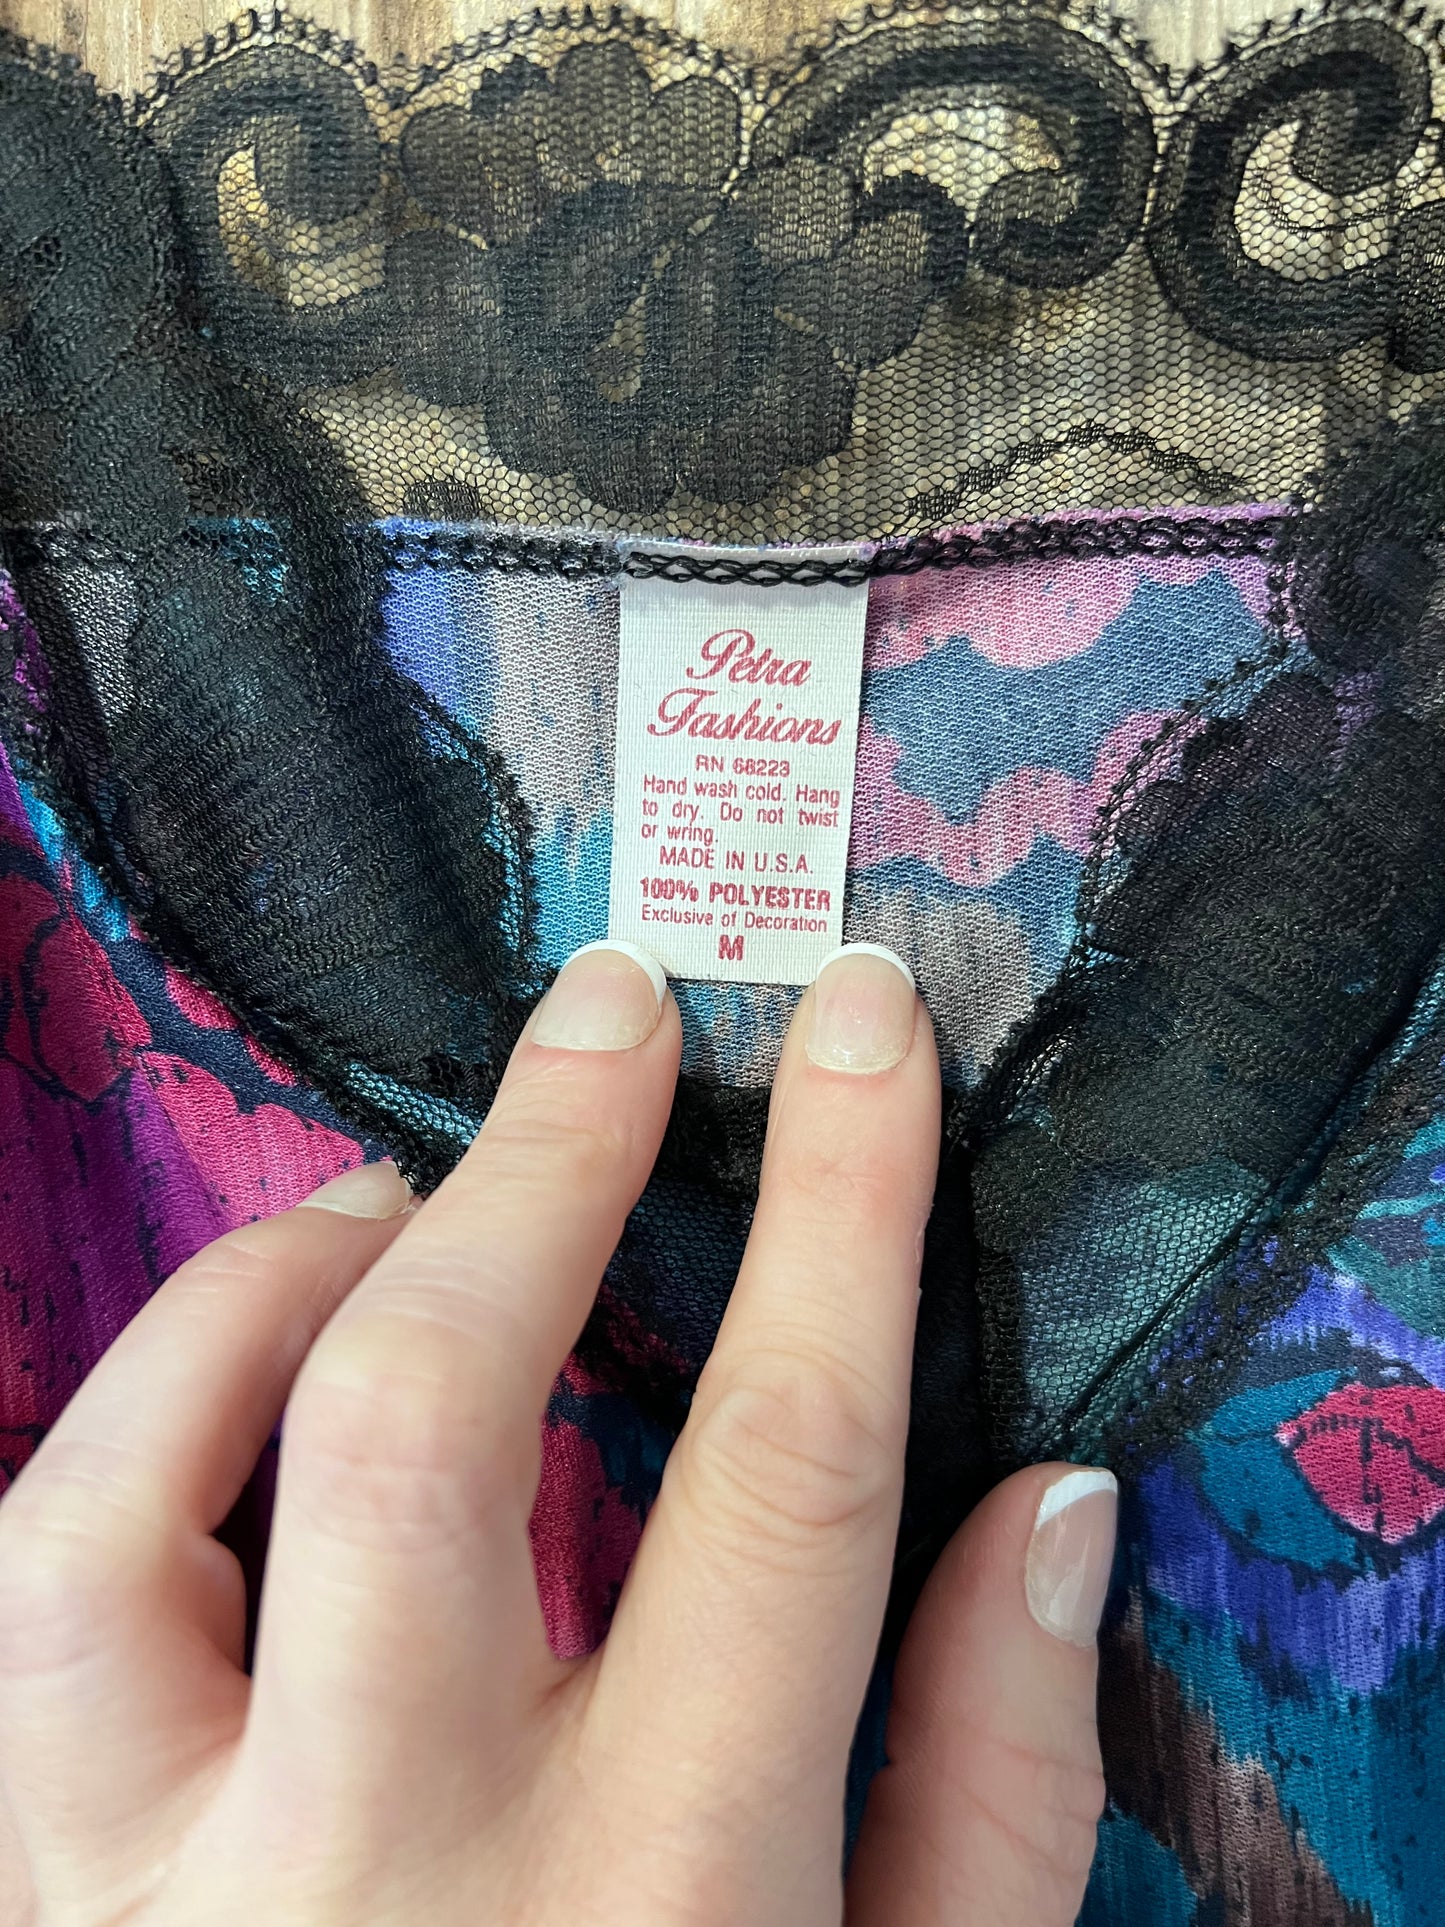 Petra
Fashions
RN 68223
Hand wash cold. Hang
to dry. Do not twist
or wring.
MADE IN U.S.A.
100% POLYESTER
Exclusive of Decoration
M